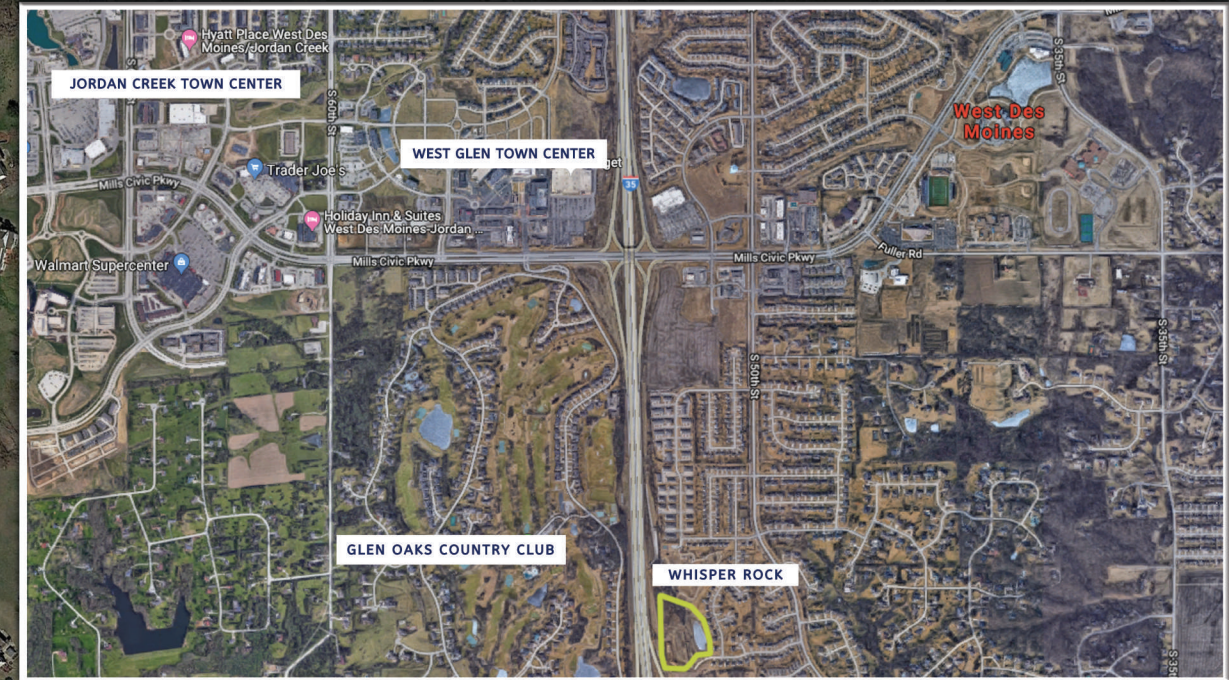 Hyatt Place West Des
Moines/Jordan Creek
JORDAN CREEK TOWN CENTER
S 60th St
S 35th St
West Des
Moines
WEST GLEN TOWN CENTER
get
35
Trader Joe's
Mills Civic Pkwy
Holiday Inn & Suites
West Des Moines-Jordan ...
Walmart Supercenter
Mills Civic Pkwy
Mills Civic Pkwy
Fuller Rd
S 35th St
S 50th St
GLEN OAKS COUNTRY CLUB
WHISPER ROCK